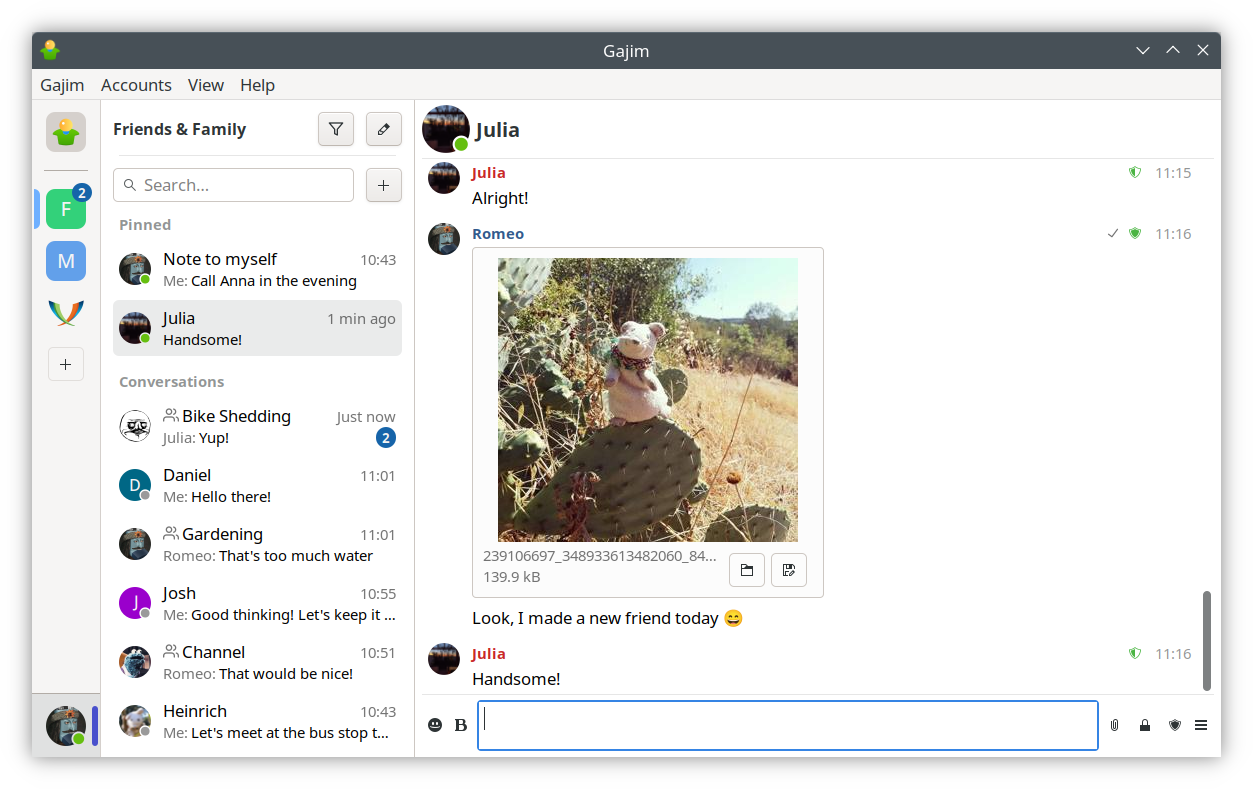 Gajim
Gajim Accounts View Help
Friends & Family
Search...
Pinned
Note to myself 10:43
Me: Call Anna in the evening
Julia 1 min ago
Handsome!
Conversations
Bike Shedding Just now
Julia: Yup! 2
D
Daniel 11:01
Me: Hello there!
Gardening 11:01
Romeo: That's too much water
J
Josh 10:55
Me: Good thinking! Let's keep it ...
Channel 10:51
Romeo: That would be nice!
Heinrich 10:43
Me: Let's meet at the bus stop t...
2
F
M
Julia
Julia 11:15
Alright!
Romeo 11:16
239106697_348933613482060_84...
139.9 kB
Look, I made a new friend today 😄
Julia 11:16
Handsome!
B